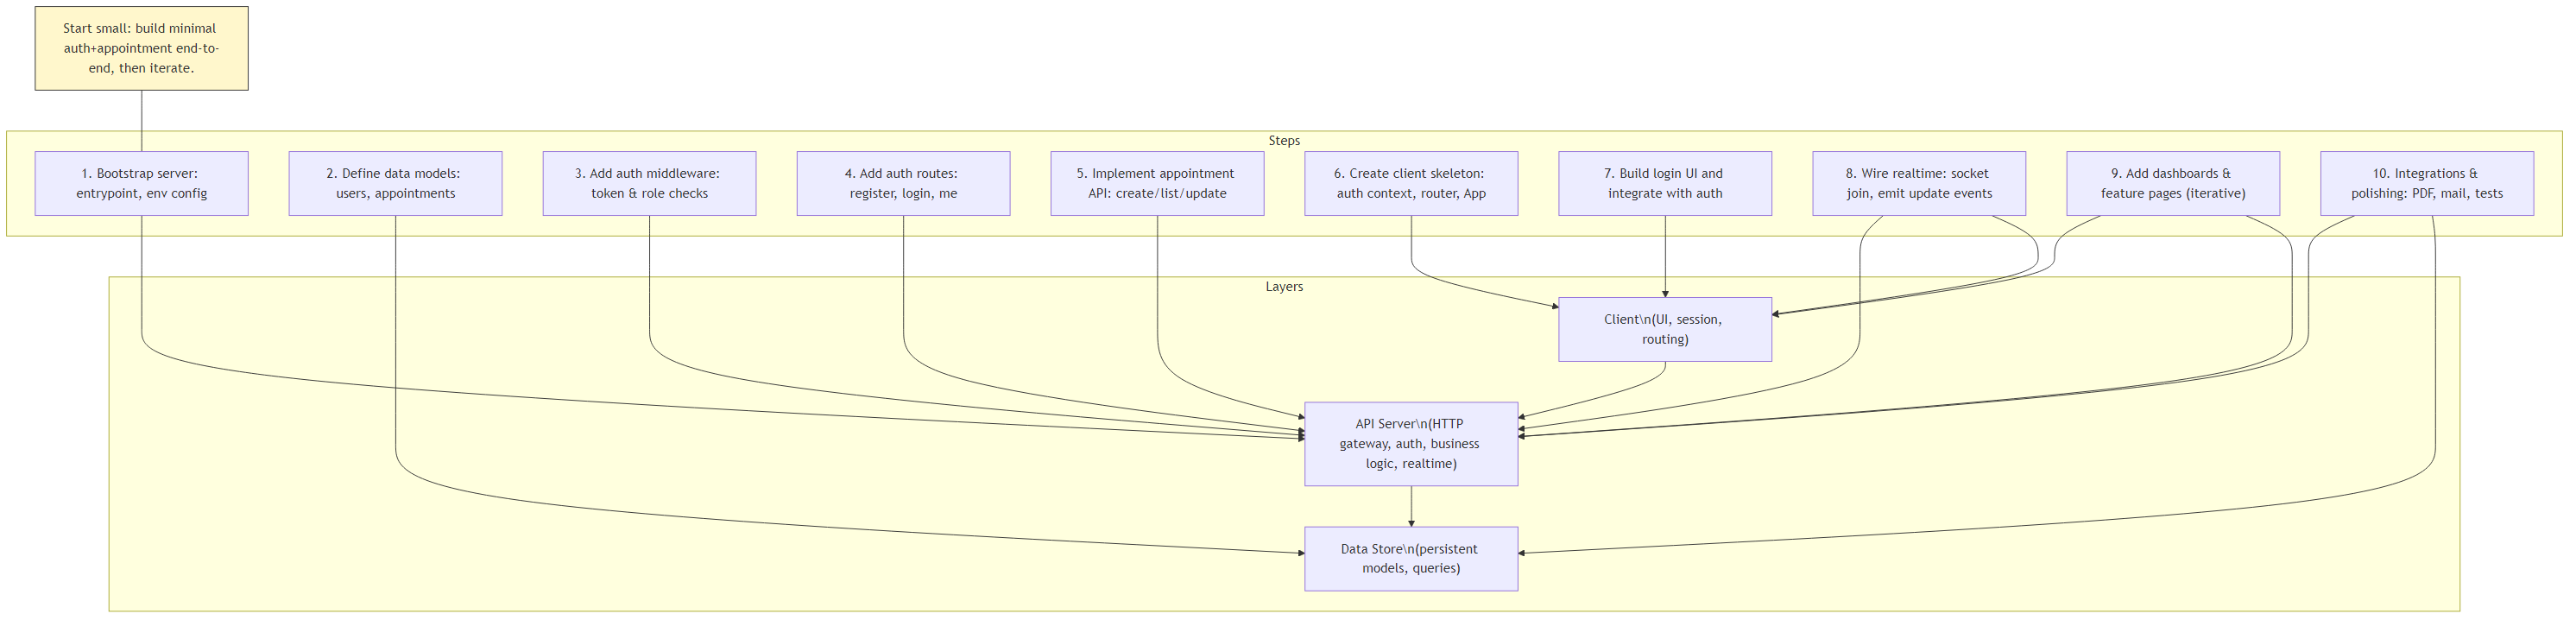 Start small: build minimal
auth+appointment end-to-
end, then iterate.
Steps
1. Bootstrap server:
entrypoint, env config
2. Define data models:
users, appointments
3. Add auth middleware:
token & role checks
4. Add auth routes:
register, login, me
5. Implement appointment
API: create/list/update
6. Create client skeleton:
auth context, router, App
7. Build login UI and
integrate with auth
8. Wire realtime: socket
join, emit update events
9. Add dashboards &
feature pages (iterative)
10. Integrations &
polishing: PDF, mail, tests
Layers
Client\n(UI, session,
routing)
API Server\n(HTTP
gateway, auth, business
logic, realtime)
Data Store\n(persistent
models, queries)